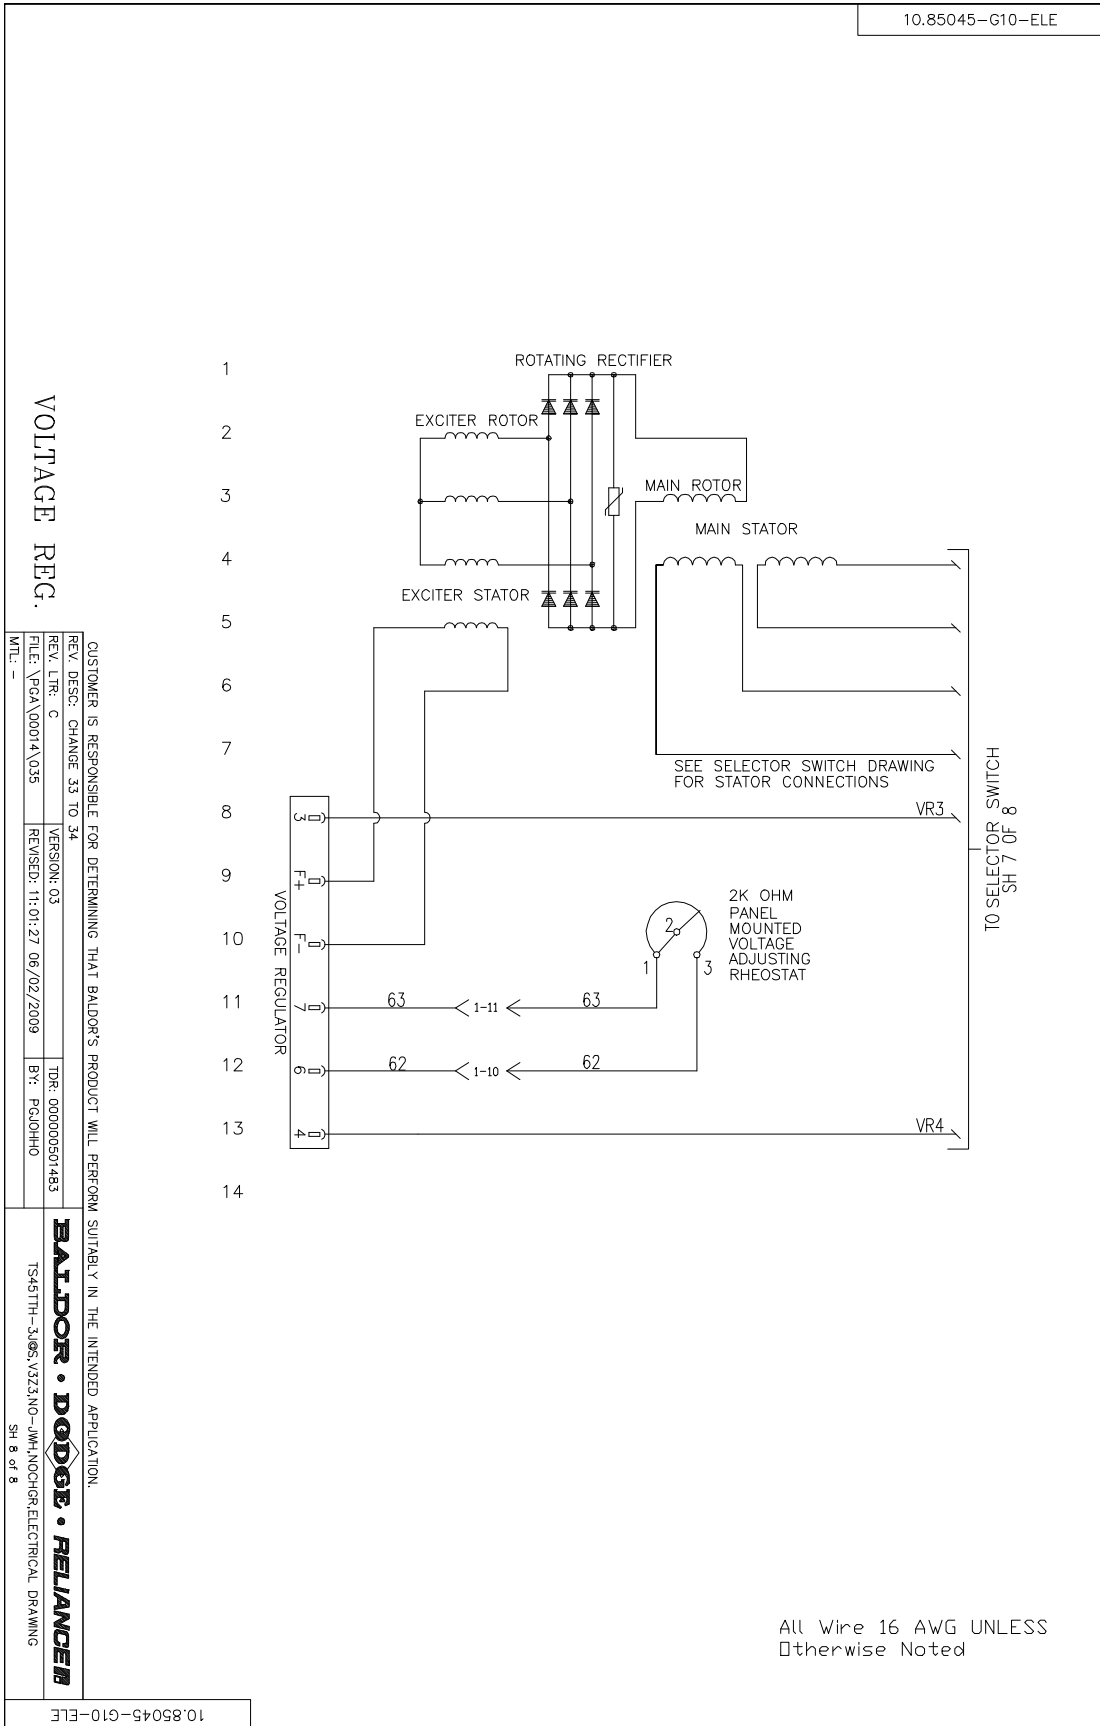 10.85045-G10-ELE
1
2
3
4
5
6
7
8
9
10
11
12
13
14
ROTATING RECTIFIER
EXCITER ROTOR
MAIN ROTOR
MAIN STATOR
EXCITER STATOR
SEE SELECTOR SWITCH DRAWING
FOR STATOR CONNECTIONS
TO SELECTOR SWITCH
SH 7 OF 8
VR3
3
F+
F-
7
6
4
VOLTAGE REGULATOR
2K OHM
PANEL
MOUNTED
VOLTAGE
ADJUSTING
RHEOSTAT
2
1
3
63
1-11
63
62
1-10
62
VR4
All Wire 16 AWG UNLESS
Otherwise Noted
VOLTAGE REG.
CUSTOMER IS RESPONSIBLE FOR DETERMINING THAT BALDOR'S PRODUCT WILL PERFORM SUITABLY IN THE INTENDED APPLICATION.
REV. DESC: CHANGE 33 TO 34
REV. LTR: C
VERSION: 03
TDR: 000000501483
FILE: \PGA\00014\035
REVISED: 11:01:27 06/02/2009
BY: PGJOHHO
MTL: -
BALDOR • DODGE • RELIANCE
TS45TTH-3J@S,V3Z3,NO-JWH,NOCHGR,ELECTRICAL DRAWING
SH 8 of 8
10.85045-G10-ELE